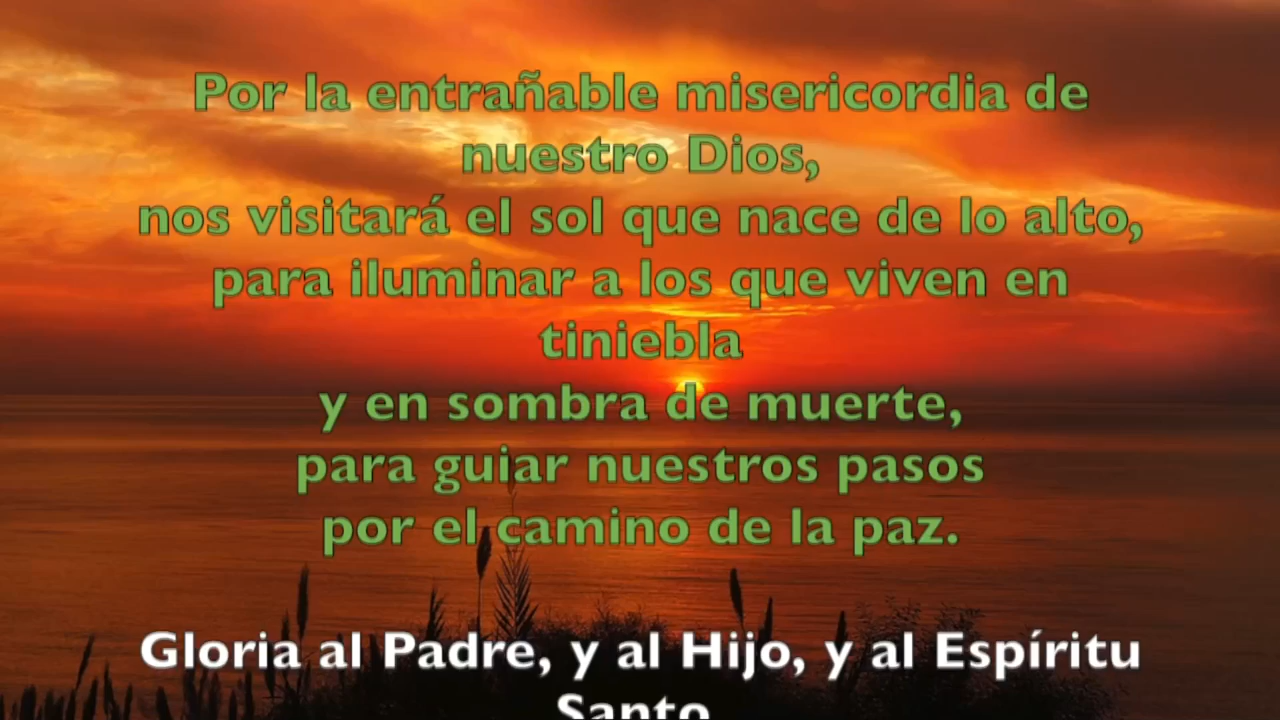 Por la entrañable misericordia de
nuestro Dios,
nos visitará el sol que nace de lo alto,
para iluminar a los que viven en
tiniebla
y en sombra de muerte,
para guiar nuestros pasos
por el camino de la paz.
Gloria al Padre, y al Hijo, y al Espíritu
Santo